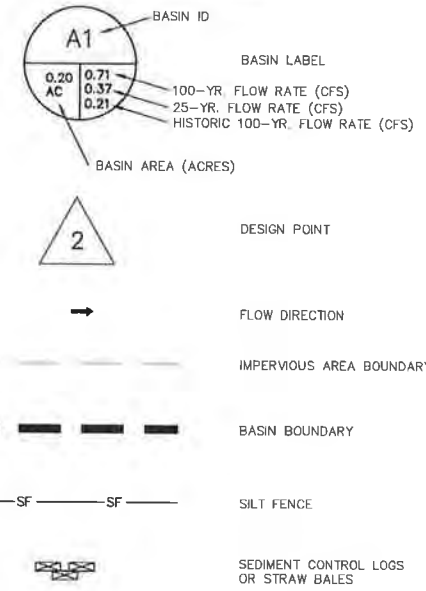 BASIN ID
A1
BASIN LABEL
0.20
AC
0.71
0.37
0.21
100-YR. FLOW RATE (CFS)
25-YR. FLOW RATE (CFS)
HISTORIC 100-YR. FLOW RATE (CFS)
BASIN AREA (ACRES)
2
DESIGN POINT
FLOW DIRECTION
IMPERVIOUS AREA BOUNDARY
BASIN BOUNDARY
SF SF
SILT FENCE
SEDIMENT CONTROL LOGS
OR STRAW BALES